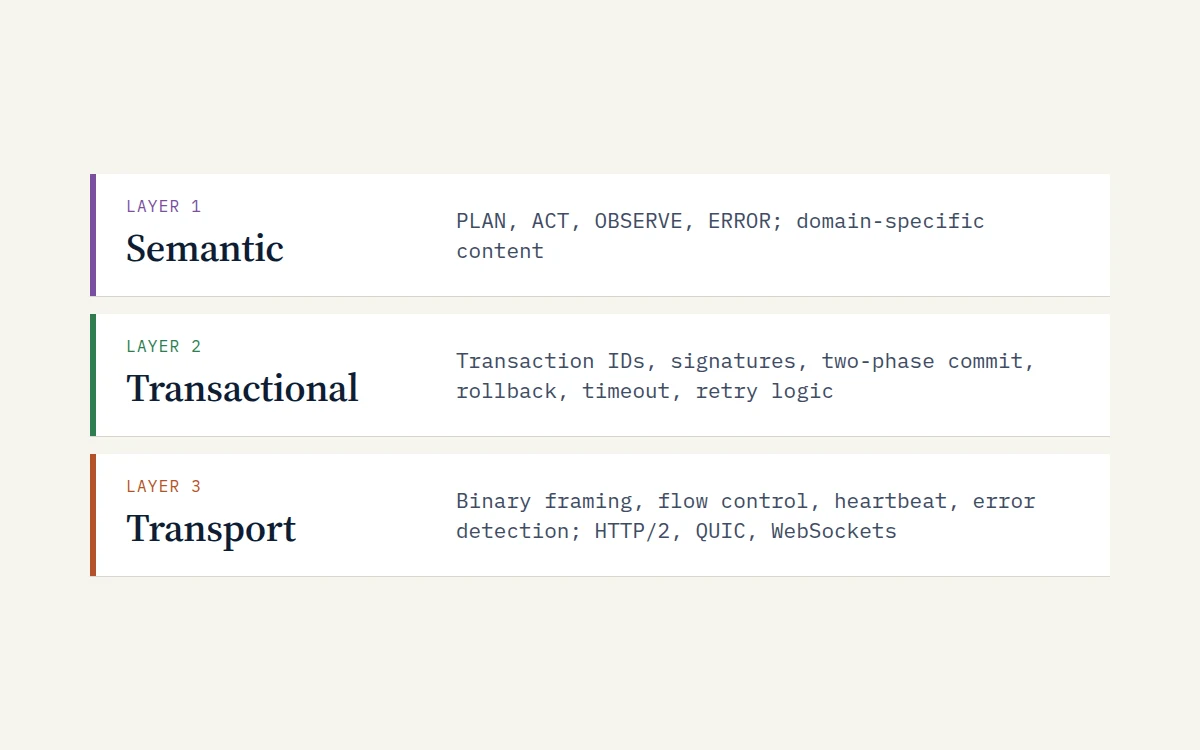 LAYER 1
Semantic
PLAN, ACT, OBSERVE, ERROR; domain-specific
content
LAYER 2
Transactional
Transaction IDs, signatures, two-phase commit,
rollback, timeout, retry logic
LAYER 3
Transport
Binary framing, flow control, heartbeat, error
detection; HTTP/2, QUIC, WebSockets